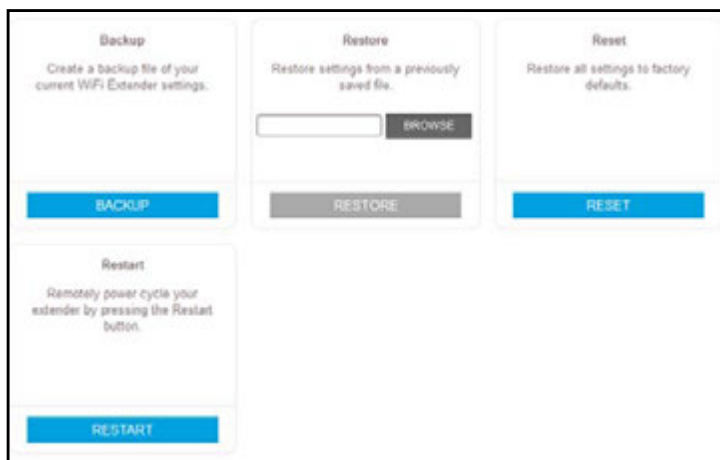 Backup
Create a backup file of your
current WiFi Extender settings.
BACKUP
Restore
Restore settings from a previously
saved file.
BROWSE
RESTORE
Reset
Restore all settings to factory
defaults.
RESET
Restart
Remotely power cycle your
extender by pressing the Restart
button.
RESTART